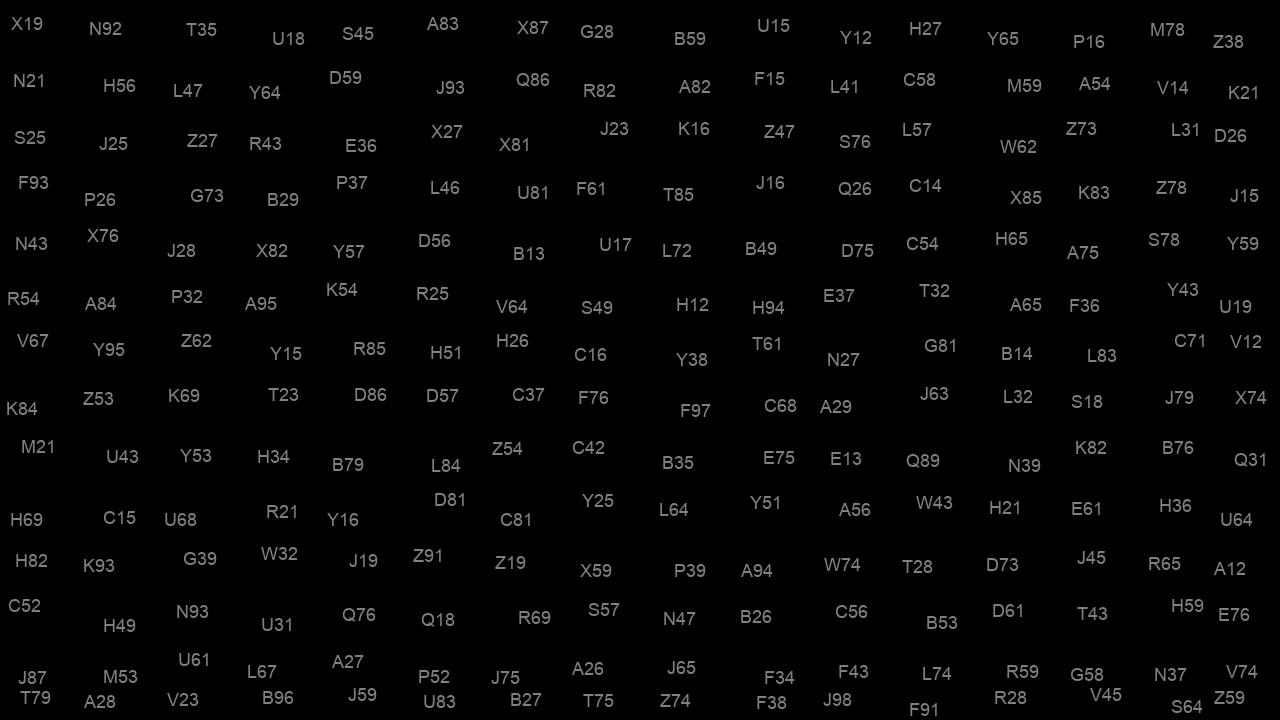 X19 N92 T35 U18 S45 A83 X87 G28 B59 U15 Y12 H27 Y65 P16 M78 Z38
N21 H56 L47 Y64 D59 J93 Q86 R82 A82 F15 L41 C58 M59 A54 V14 K21
S25 J25 Z27 R43 E36 X27 X81 J23 K16 Z47 S76 L57 W62 Z73 L31 D26
F93 P26 G73 B29 P37 L46 U81 F61 T85 J16 Q26 C14 X85 K83 Z78 J15
N43 X76 J28 X82 Y57 D56 B13 U17 L72 B49 D75 C54 H65 A75 S78 Y59
R54 A84 P32 A95 K54 R25 V64 S49 H12 H94 E37 T32 A65 F36 Y43 U19
V67 Y95 Z62 Y15 R85 H51 H26 C16 Y38 T61 N27 G81 B14 L83 C71 V12
K84 Z53 K69 T23 D86 D57 C37 F76 F97 C68 A29 J63 L32 S18 J79 X74
M21 U43 Y53 H34 B79 L84 Z54 C42 B35 E75 E13 Q89 N39 K82 B76 Q31
H69 C15 U68 R21 Y16 D81 C81 Y25 L64 Y51 A56 W43 H21 E61 H36 U64
H82 K93 G39 W32 J19 Z91 Z19 X59 P39 A94 W74 T28 D73 J45 R65 A12
C52 H49 N93 U31 Q76 Q18 R69 S57 N47 B26 C56 B53 D61 T43 H59 E76
J87 M53 U61 L67 A27 P52 J75 A26 J65 F34 F43 L74 R59 G58 N37 V74
T79 A28 V23 B96 J59 U83 B27 T75 Z74 F38 J98 F91 R28 V45 S64 Z59